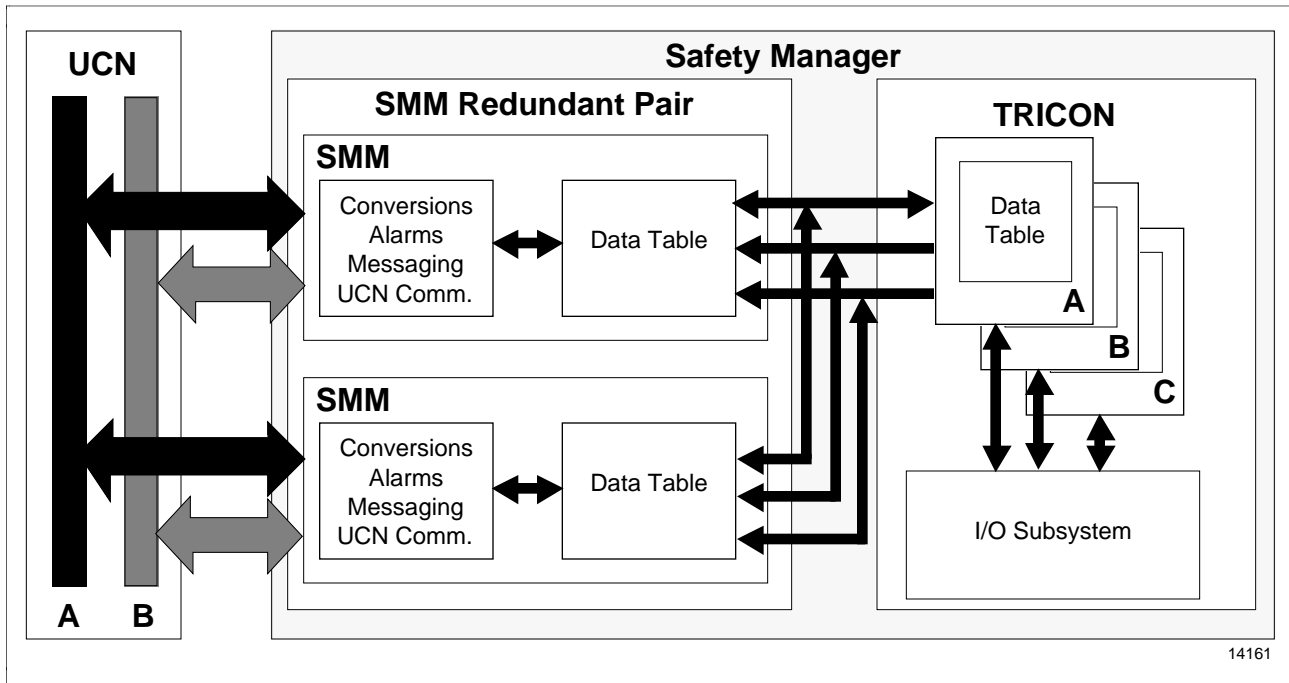 UCN
Safety Manager
SMM Redundant Pair
TRICON
SMM
Conversions
Alarms
Messaging
UCN Comm.
Data Table
Data
Table
A
B
C
SMM
Conversions
Alarms
Messaging
UCN Comm.
Data Table
I/O Subsystem
A B
14161